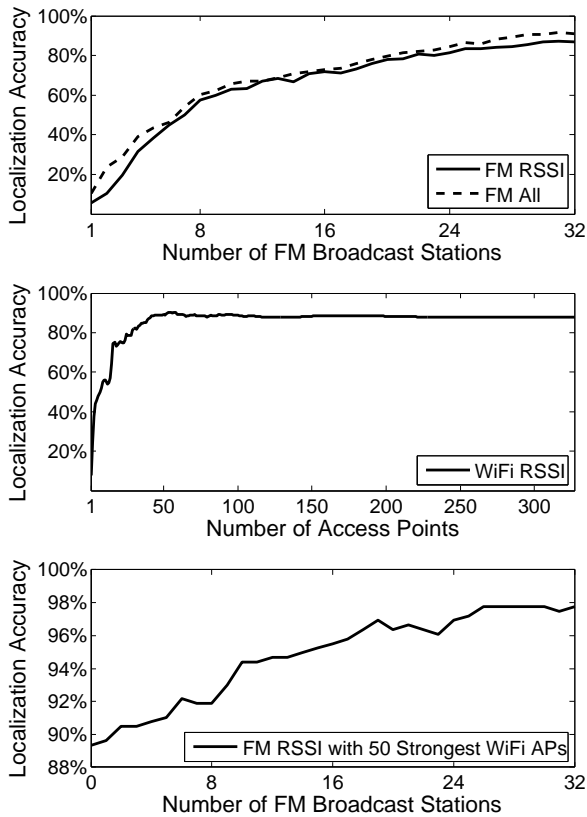 Localization Accuracy
100%
80%
60%
40%
20%
FM RSSI
FM All
1 8 16 24 32
Number of FM Broadcast Stations
Localization Accuracy
100%
80%
60%
40%
20%
WiFi RSSI
1 50 100 150 200 250 300
Number of Access Points
Localization Accuracy
100%
98%
96%
94%
92%
90%
88%
FM RSSI with 50 Strongest WiFi APs
0 8 16 24 32
Number of FM Broadcast Stations